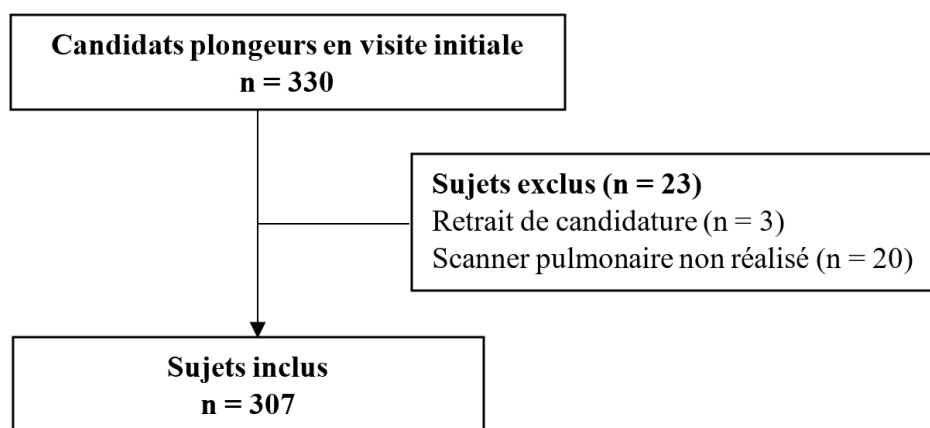 Candidats plongeurs en visite initiale
n = 330
Sujets exclus (n = 23)
Retrait de candidature (n = 3)
Scanner pulmonaire non réalisé (n = 20)
Sujets inclus
n = 307